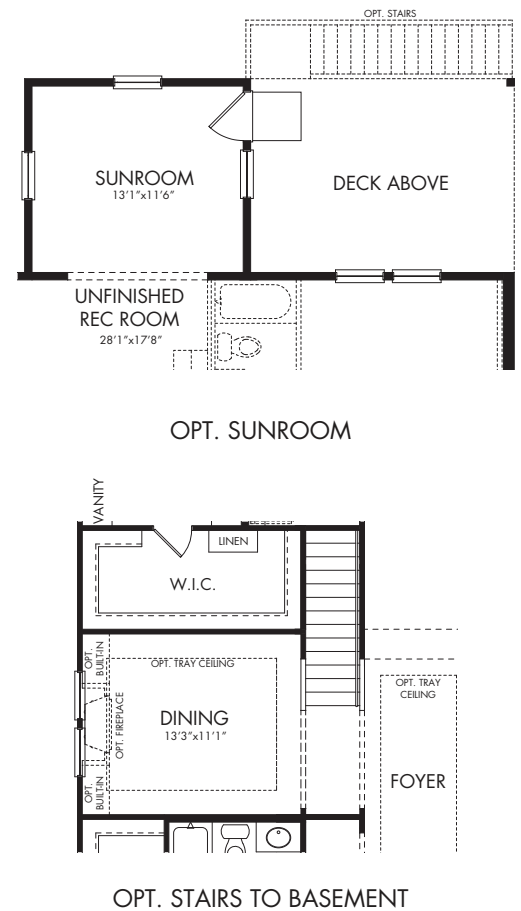 OPT. STAIRS
SUNROOM
13'1"x11'6"
DECK ABOVE
UNFINISHED
REC ROOM
28'1"x17'8"
OPT. SUNROOM
VANITY
LINEN
W.I.C.
OPT.
BUILT-IN
OPT. TRAY CEILING
OPT. FIREPLACE
DINING
13'3"x11'1"
OPT. TRAY
CEILING
FOYER
OPT.
BUILT-IN
OPT. STAIRS TO BASEMENT